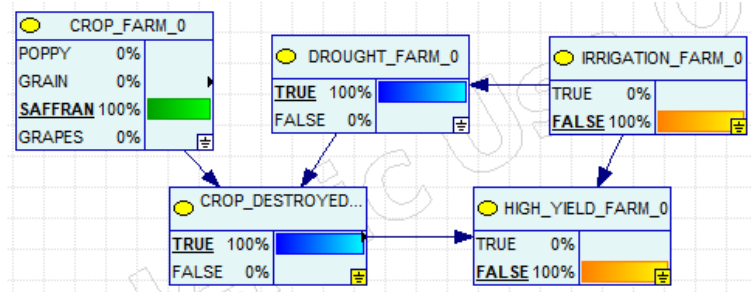 CROP_FARM_0
POPPY 0%
GRAIN 0%
SAFFRAN 100%
GRAPES 0%
DROUGHT_FARM_0
TRUE 100%
FALSE 0%
IRRIGATION_FARM_0
TRUE 0%
FALSE 100%
CROP_DESTROYED...
TRUE 100%
FALSE 0%
HIGH_YIELD_FARM_0
TRUE 0%
FALSE 100%